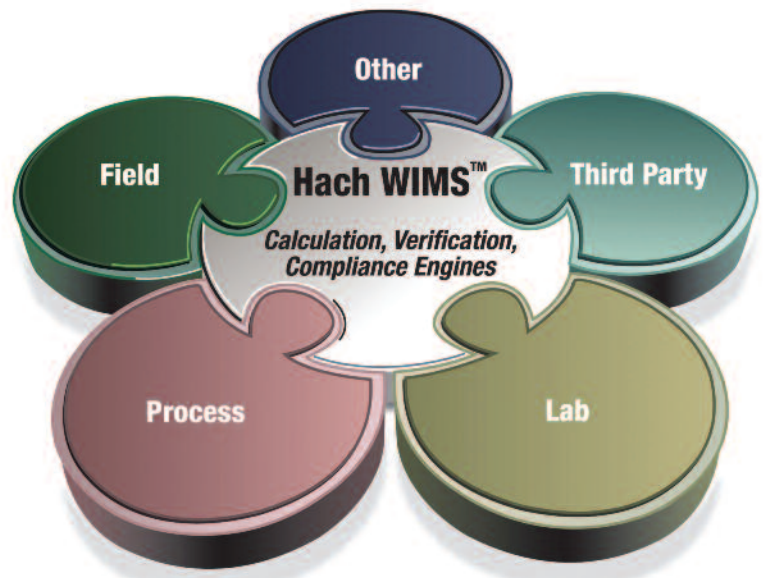 Other
Field
Hach WIMS™
Third Party
Calculation, Verification,
Compliance Engines
Process
Lab